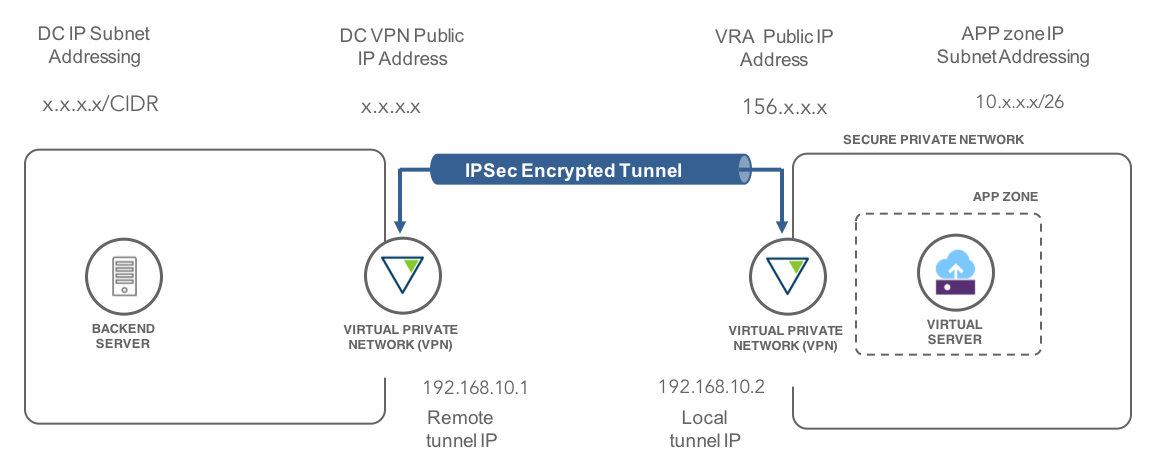 DC IP Subnet
Addressing
x.x.x.x/CIDR
DC VPN Public
IP Address
x.x.x.x
VRA Public IP
Address
156.x.x.x
APP zone IP
Subnet Addressing
10.x.x.x/26
SECURE PRIVATE NETWORK
IPSec Encrypted Tunnel
APP ZONE
BACKEND
SERVER
VIRTUAL PRIVATE
NETWORK (VPN)
VIRTUAL PRIVATE
NETWORK (VPN)
VIRTUAL
SERVER
192.168.10.1
Remote
tunnel IP
192.168.10.2
Local
tunnel IP